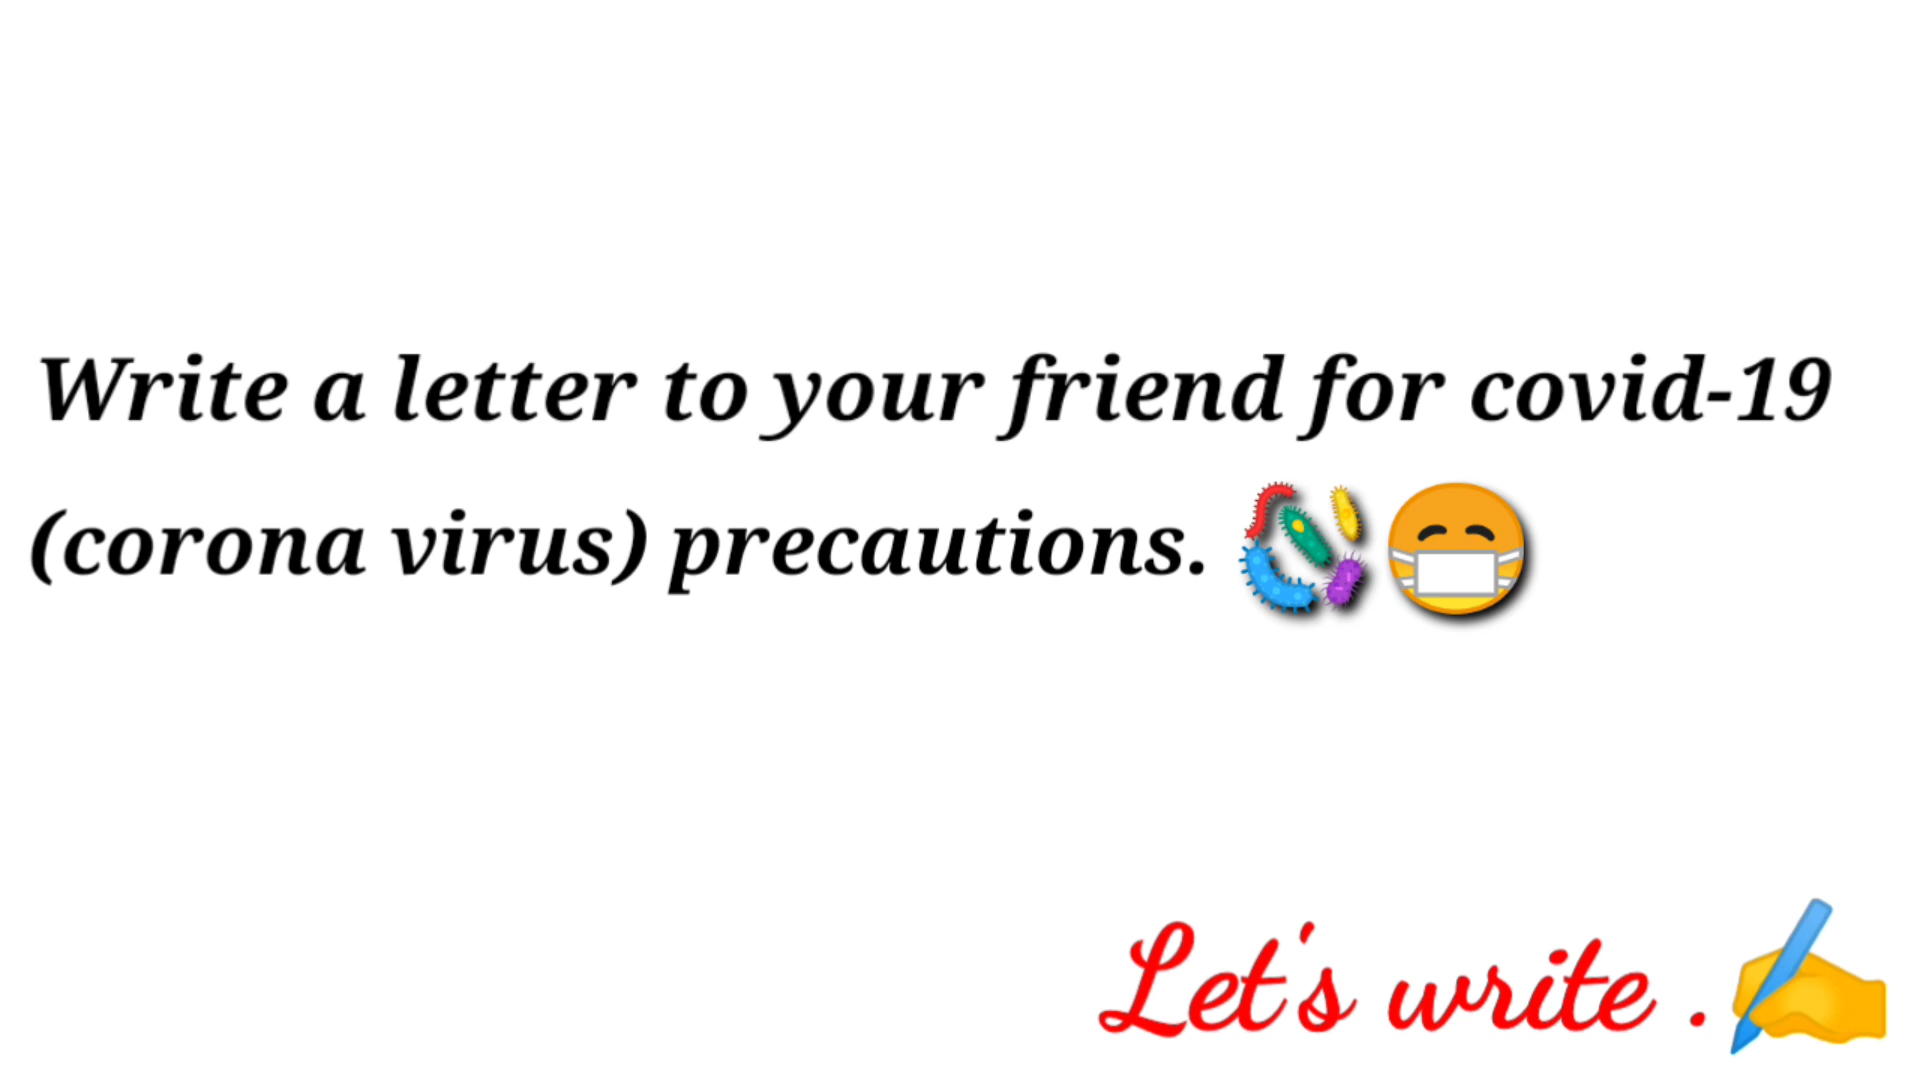 Write a letter to your friend for covid-19
(corona virus) precautions. 🦠😷
Let's write .✍